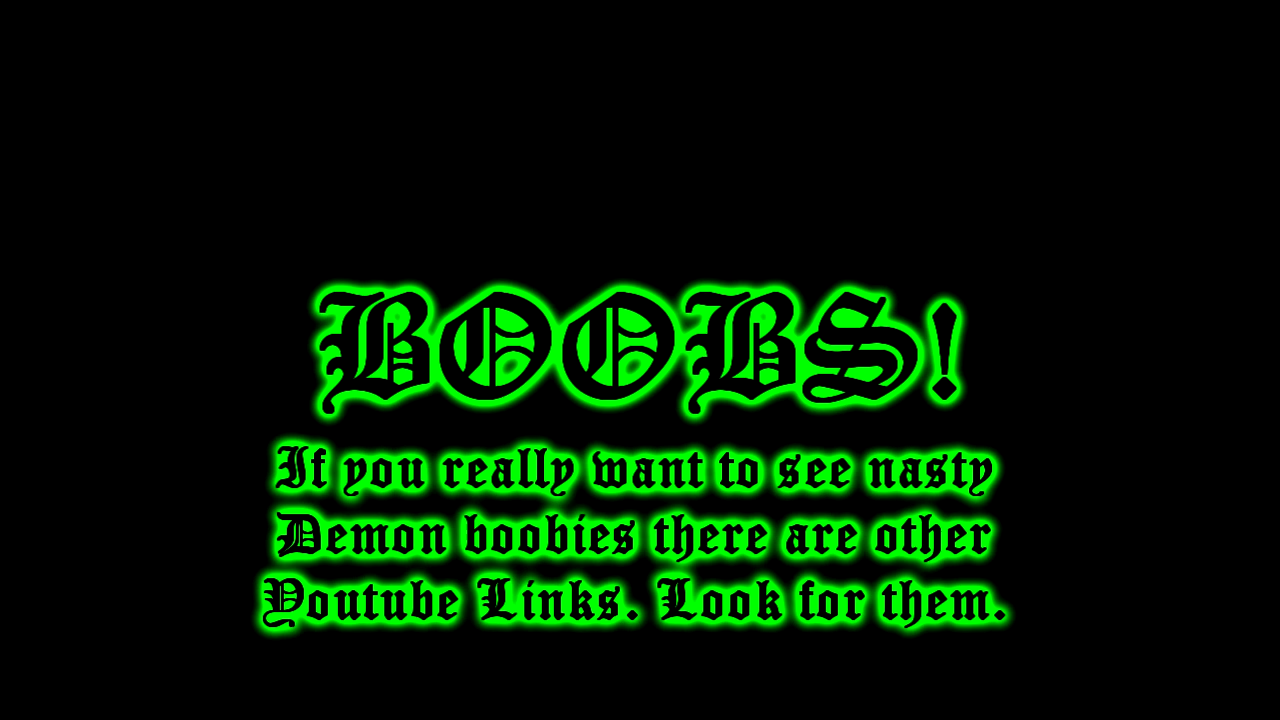 BOOBS!
If you really want to see nasty
Demon boobies there are other
Youtube Links. Look for them.